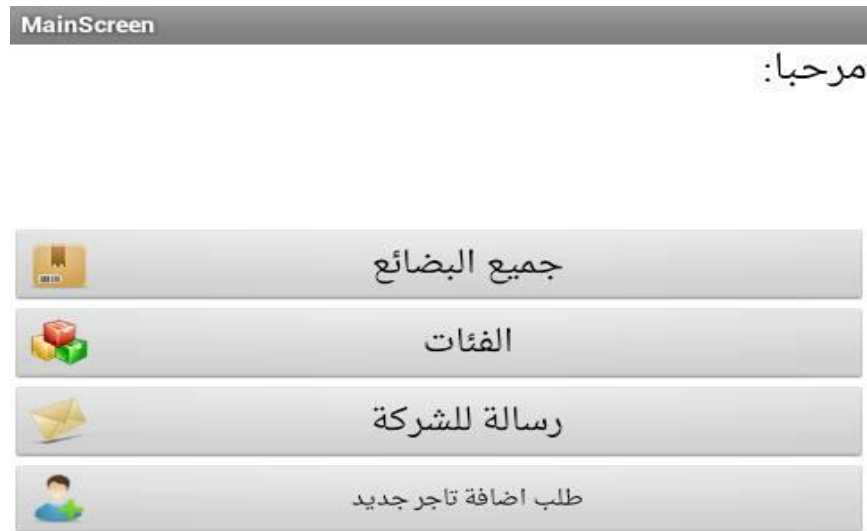 MainScreen
مرحبا:
جميع البضائع
الفئات
رسالة للشركة
طلب اضافة تاجر جديد